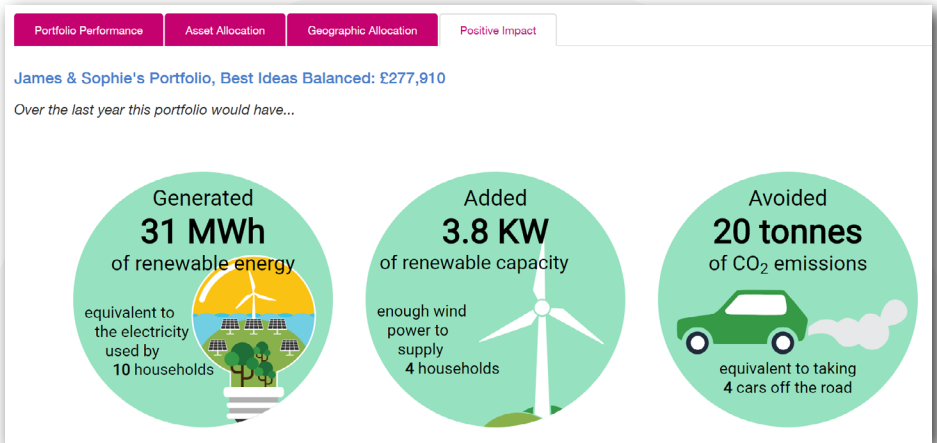 Portfolio Performance
Asset Allocation
Geographic Allocation
Positive Impact
James & Sophie's Portfolio, Best Ideas Balanced: £277,910
Over the last year this portfolio would have...
Generated
31 MWh
of renewable energy
equivalent to
the electricity
used by
10 households
Added
3.8 KW
of renewable capacity
enough wind
power to
supply
4 households
Avoided
20 tonnes
of CO₂ emissions
equivalent to taking
4 cars off the road